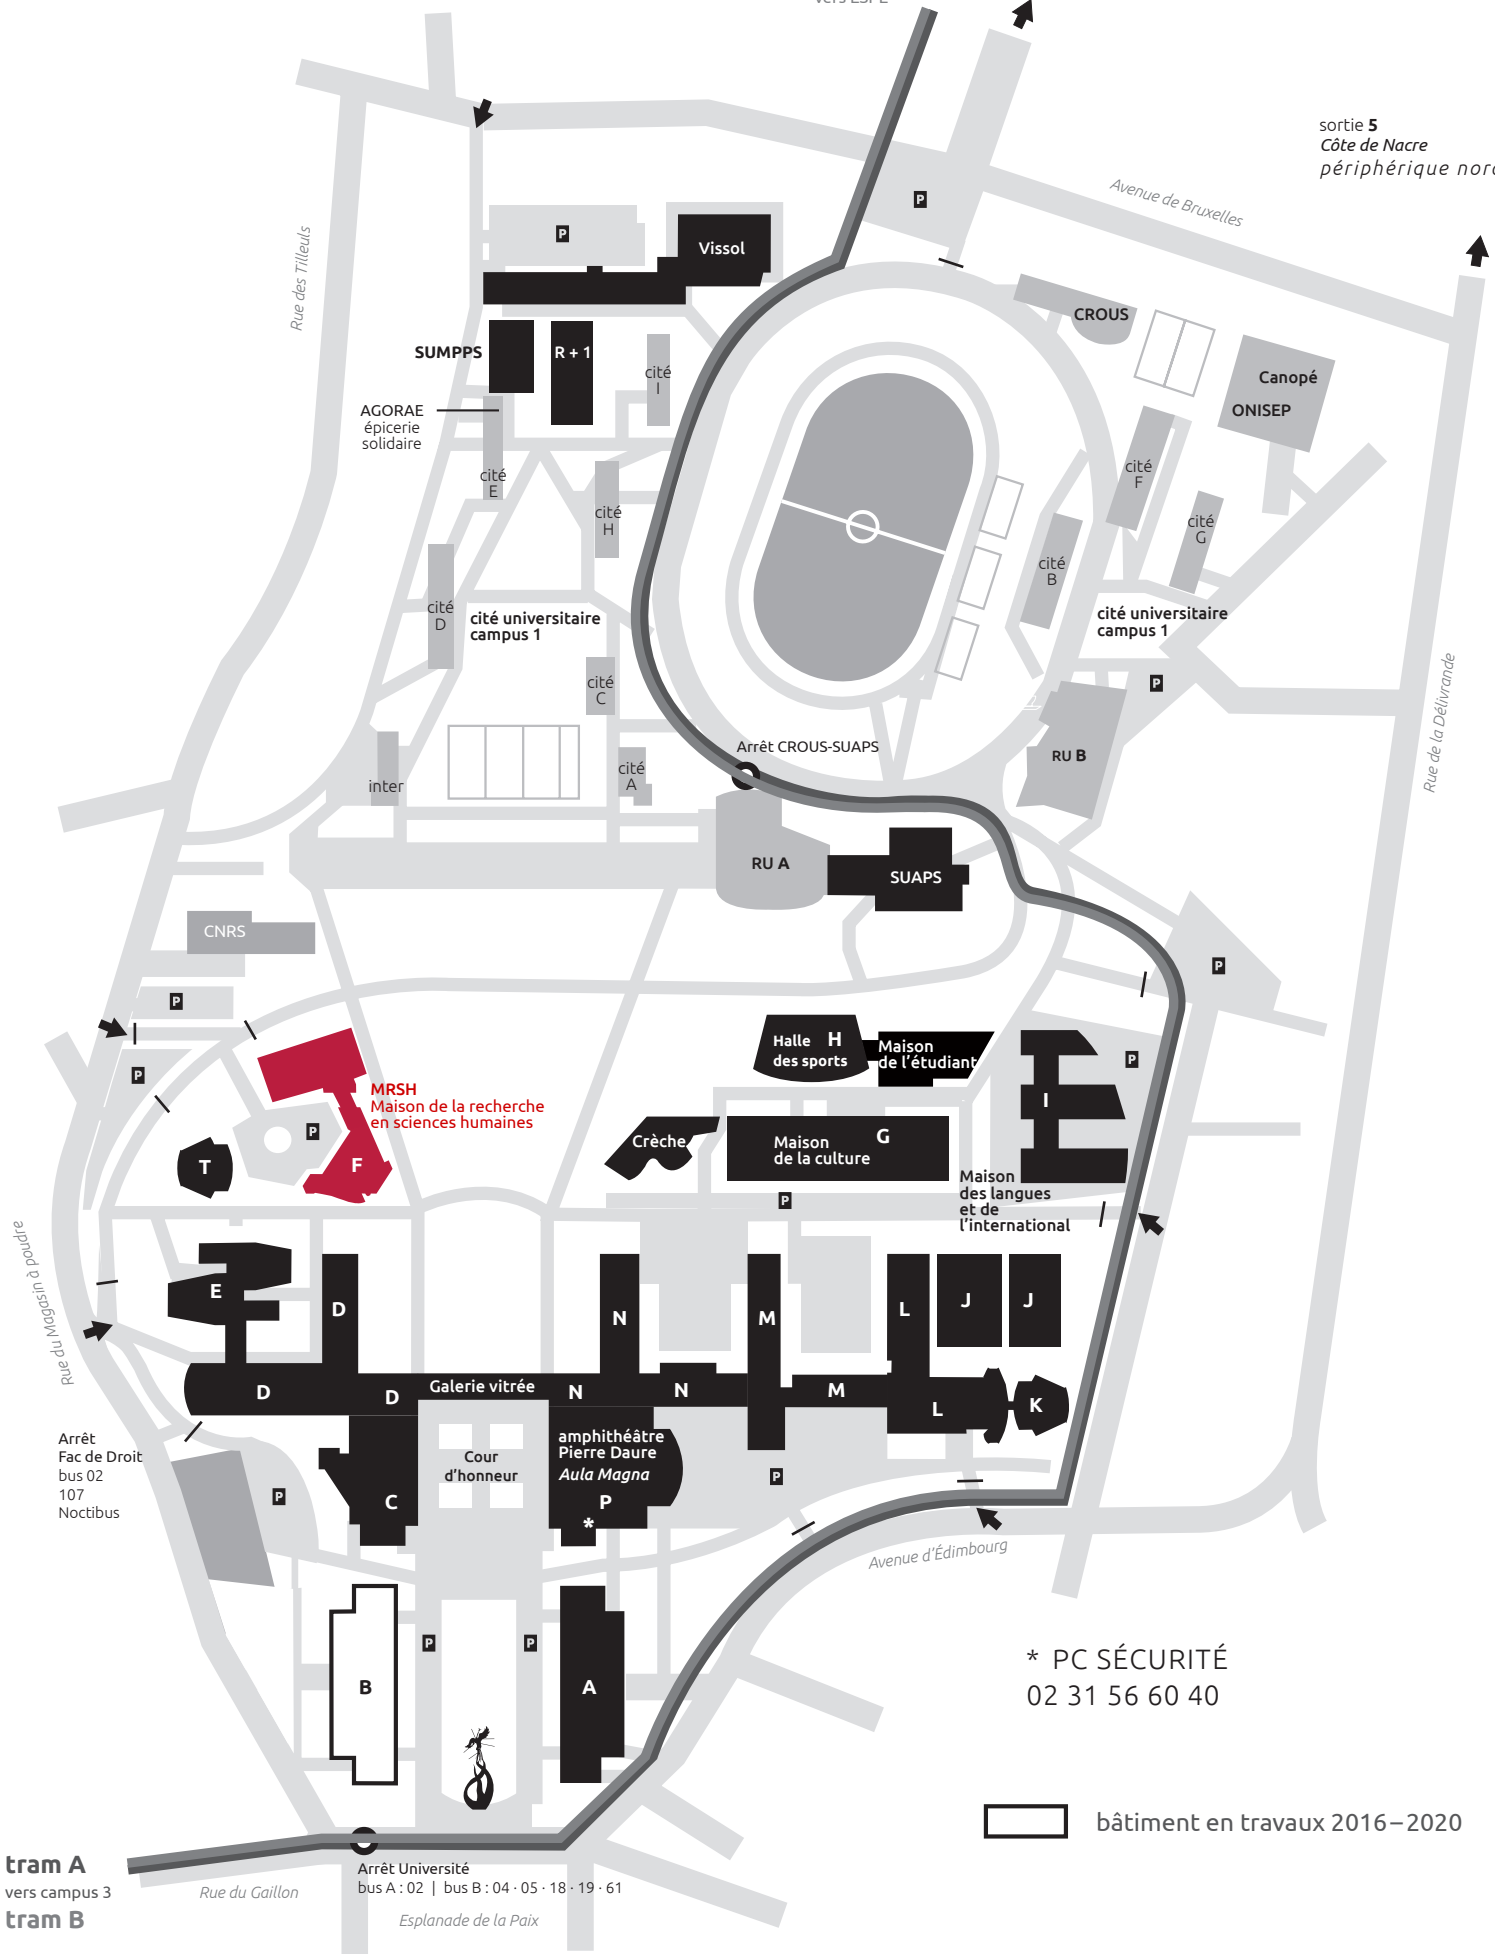 vers ESPE
sortie 5
Côte de Nacre
périphérique nord
Avenue de Bruxelles
Rue des Tilleuls
P
P
Vissol
CROUS
SUMPPS
R + 1
cité
I
Canopé
ONISEP
AGORAE
épicerie
solidaire
cité
E
cité
F
cité
H
cité
G
cité
B
cité
D
cité universitaire
campus 1
cité universitaire
campus 1
cité
C
P
Rue de la Délivrande
Arrêt CROUS-SUAPS
RU B
cité
A
inter
RU A
SUAPS
CNRS
P
P
Halle H
des sports
Maison
de l'étudiant
P
P
MRSH
Maison de la recherche
en sciences humaines
I
P
Crèche
Maison
de la culture
G
T
F
Maison
des langues
et de
l'international
P
Rue du Magasin à poudre
E
D
N
M
L
J
J
D
D
Galerie vitrée
N
N
M
L
K
Arrêt
Fac de Droit
bus 02
107
Noctibus
amphithéâtre
Pierre Daure
Aula Magna
P
*
Cour
d'honneur
C
P
P
Avenue d'Édimbourg
P
P
B
A
* PC SÉCURITÉ
02 31 56 60 40
bâtiment en travaux 2016–2020
tram A
vers campus 3
tram B
Rue du Gaillon
Arrêt Université
bus A : 02 | bus B : 04 · 05 · 18 · 19 · 61
Esplanade de la Paix